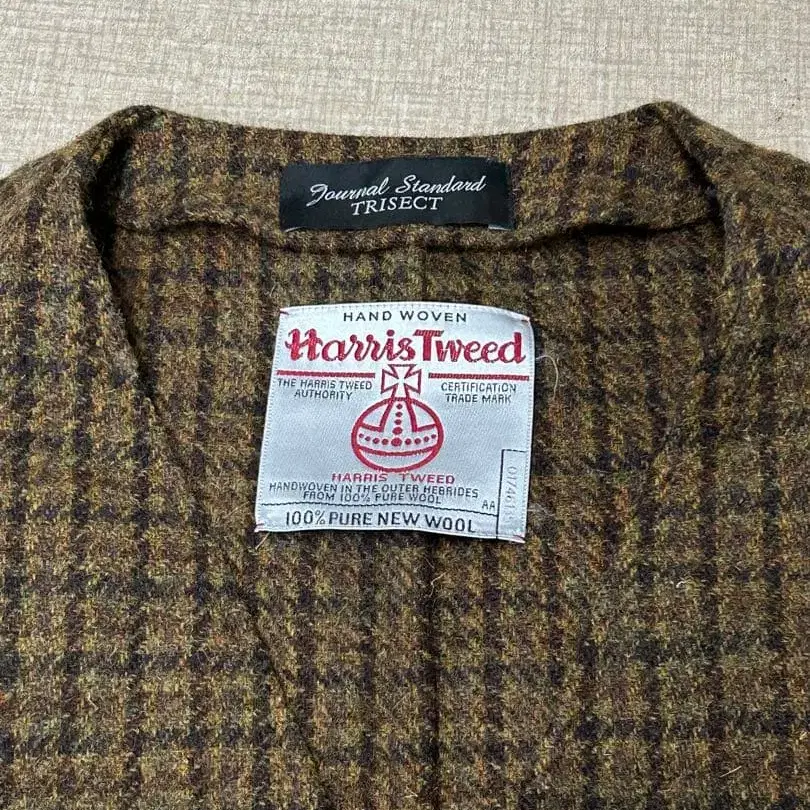 Journal Standard
TRISECT
HAND WOVEN
Harris Tweed
THE HARRIS TWEED
AUTHORITY
CERTIFICATION
TRADE MARK
HARRIS TWEED
HANDWOVEN IN THE OUTER HEBRIDES
FROM 100% PURE WOOL
AA
100% PURE NEW WOOL